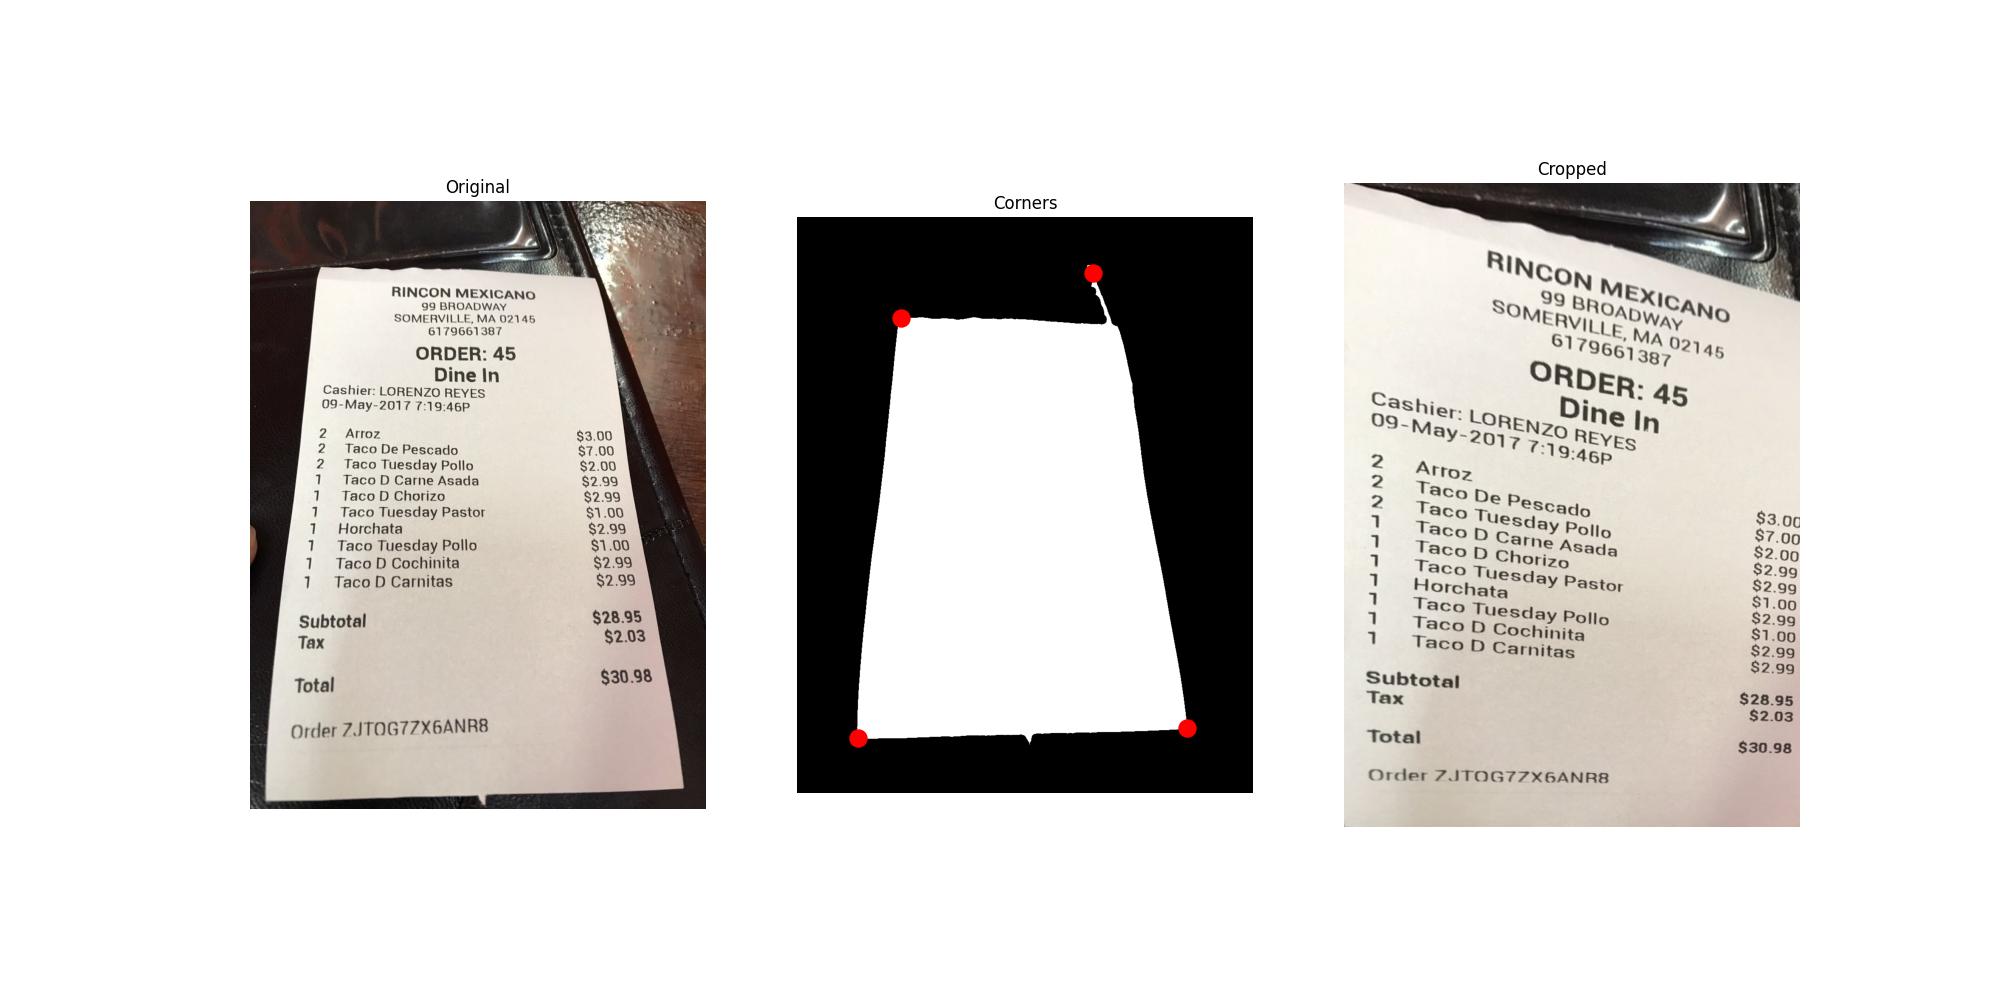 Original
RINCON MEXICANO
99 BROADWAY
SOMERVILLE, MA 02145
6179661387
ORDER: 45
Dine In
Cashier: LORENZO REYES
09-May-2017 7:19:46P
2 Arroz $3.00
2 Taco De Pescado $7.00
2 Taco Tuesday Pollo $2.00
1 Taco D Carne Asada $2.99
1 Taco D Chorizo $2.99
1 Taco Tuesday Pastor $1.00
1 Horchata $2.99
1 Taco Tuesday Pollo $1.00
1 Taco D Cochinita $2.99
1 Taco D Carnitas $2.99
Subtotal $28.95
Tax $2.03
Total $30.98
Order ZJTOG7ZX6ANR8
Corners
Cropped
RINCON MEXICANO
99 BROADWAY
SOMERVILLE, MA 02145
6179661387
ORDER: 45
Dine In
Cashier: LORENZO REYES
09-May-2017 7:19:46P
2 Arroz $3.00
2 Taco De Pescado $7.00
2 Taco Tuesday Pollo $2.00
1 Taco D Carne Asada $2.99
1 Taco D Chorizo $2.99
1 Taco Tuesday Pastor $1.00
1 Horchata $2.99
1 Taco Tuesday Pollo $1.00
1 Taco D Cochinita $2.99
1 Taco D Carnitas $2.99
Subtotal $28.95
Tax $2.03
Total $30.98
Order ZJTOG7ZX6ANR8